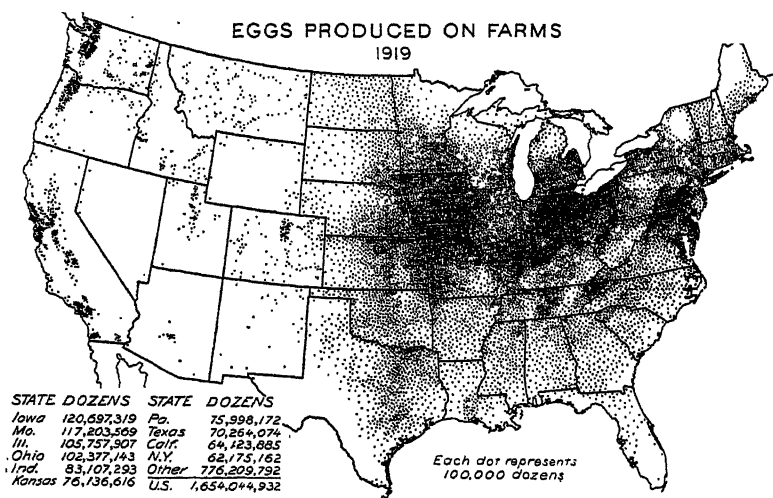 EGGS PRODUCED ON FARMS
1919
STATE DOZENS STATE DOZENS
Iowa 120,697,319 Pa. 75,998,172
Mo. 117,203,569 Texas 70,264,074
Ill. 105,757,907 Calif. 64,123,885
Ohio 102,377,143 N.Y. 62,175,162
Ind. 83,107,293 Other 776,209,792
Kansas 76,136,616 U.S. 1,654,044,932
Each dot represents
100,000 dozens